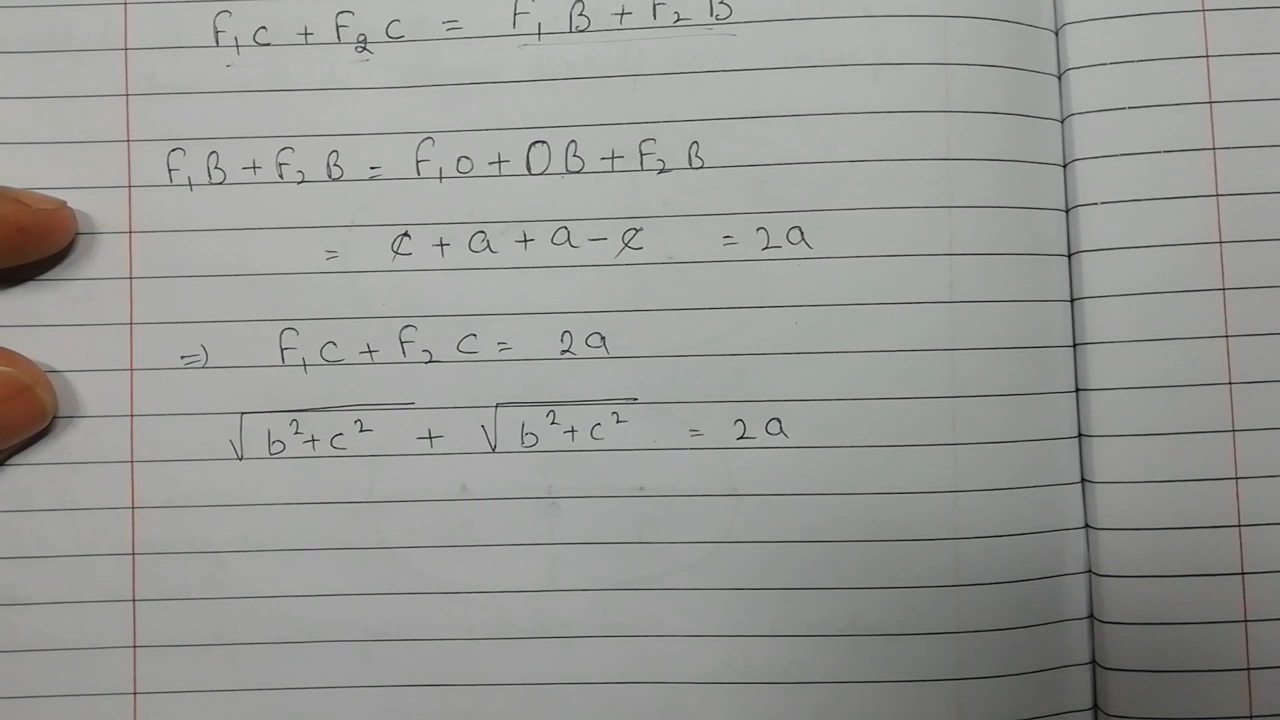 F₁C + F₂C = F₁B + F₂B
F₁B + F₂B = F₁O + OB + F₂B
= c + a + a - c = 2a
=> F₁C + F₂C = 2a
√(b²+c²) + √(b²+c²) = 2a